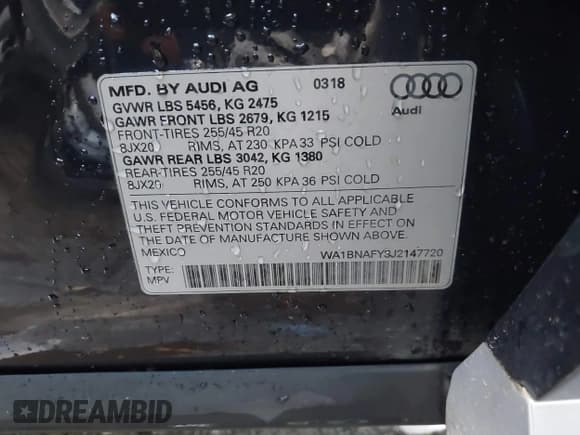 MFD. BY AUDI AG 0318
GVWR LBS 5456, KG 2475
GAWR FRONT LBS 2679, KG 1215
FRONT-TIRES 255/45 R20
8JX20 RIMS, AT 230 KPA 33 PSI COLD
GAWR REAR LBS 3042, KG 1380
REAR-TIRES 255/45 R20
8JX20 RIMS, AT 250 KPA 36 PSI COLD
Audi
THIS VEHICLE CONFORMS TO ALL APPLICABLE
U.S. FEDERAL MOTOR VEHICLE SAFETY AND
THEFT PREVENTION STANDARDS IN EFFECT ON
THE DATE OF MANUFACTURE SHOWN ABOVE.
MEXICO WA1BNAFY3J2147720
TYPE:
MPV
DREAMBID